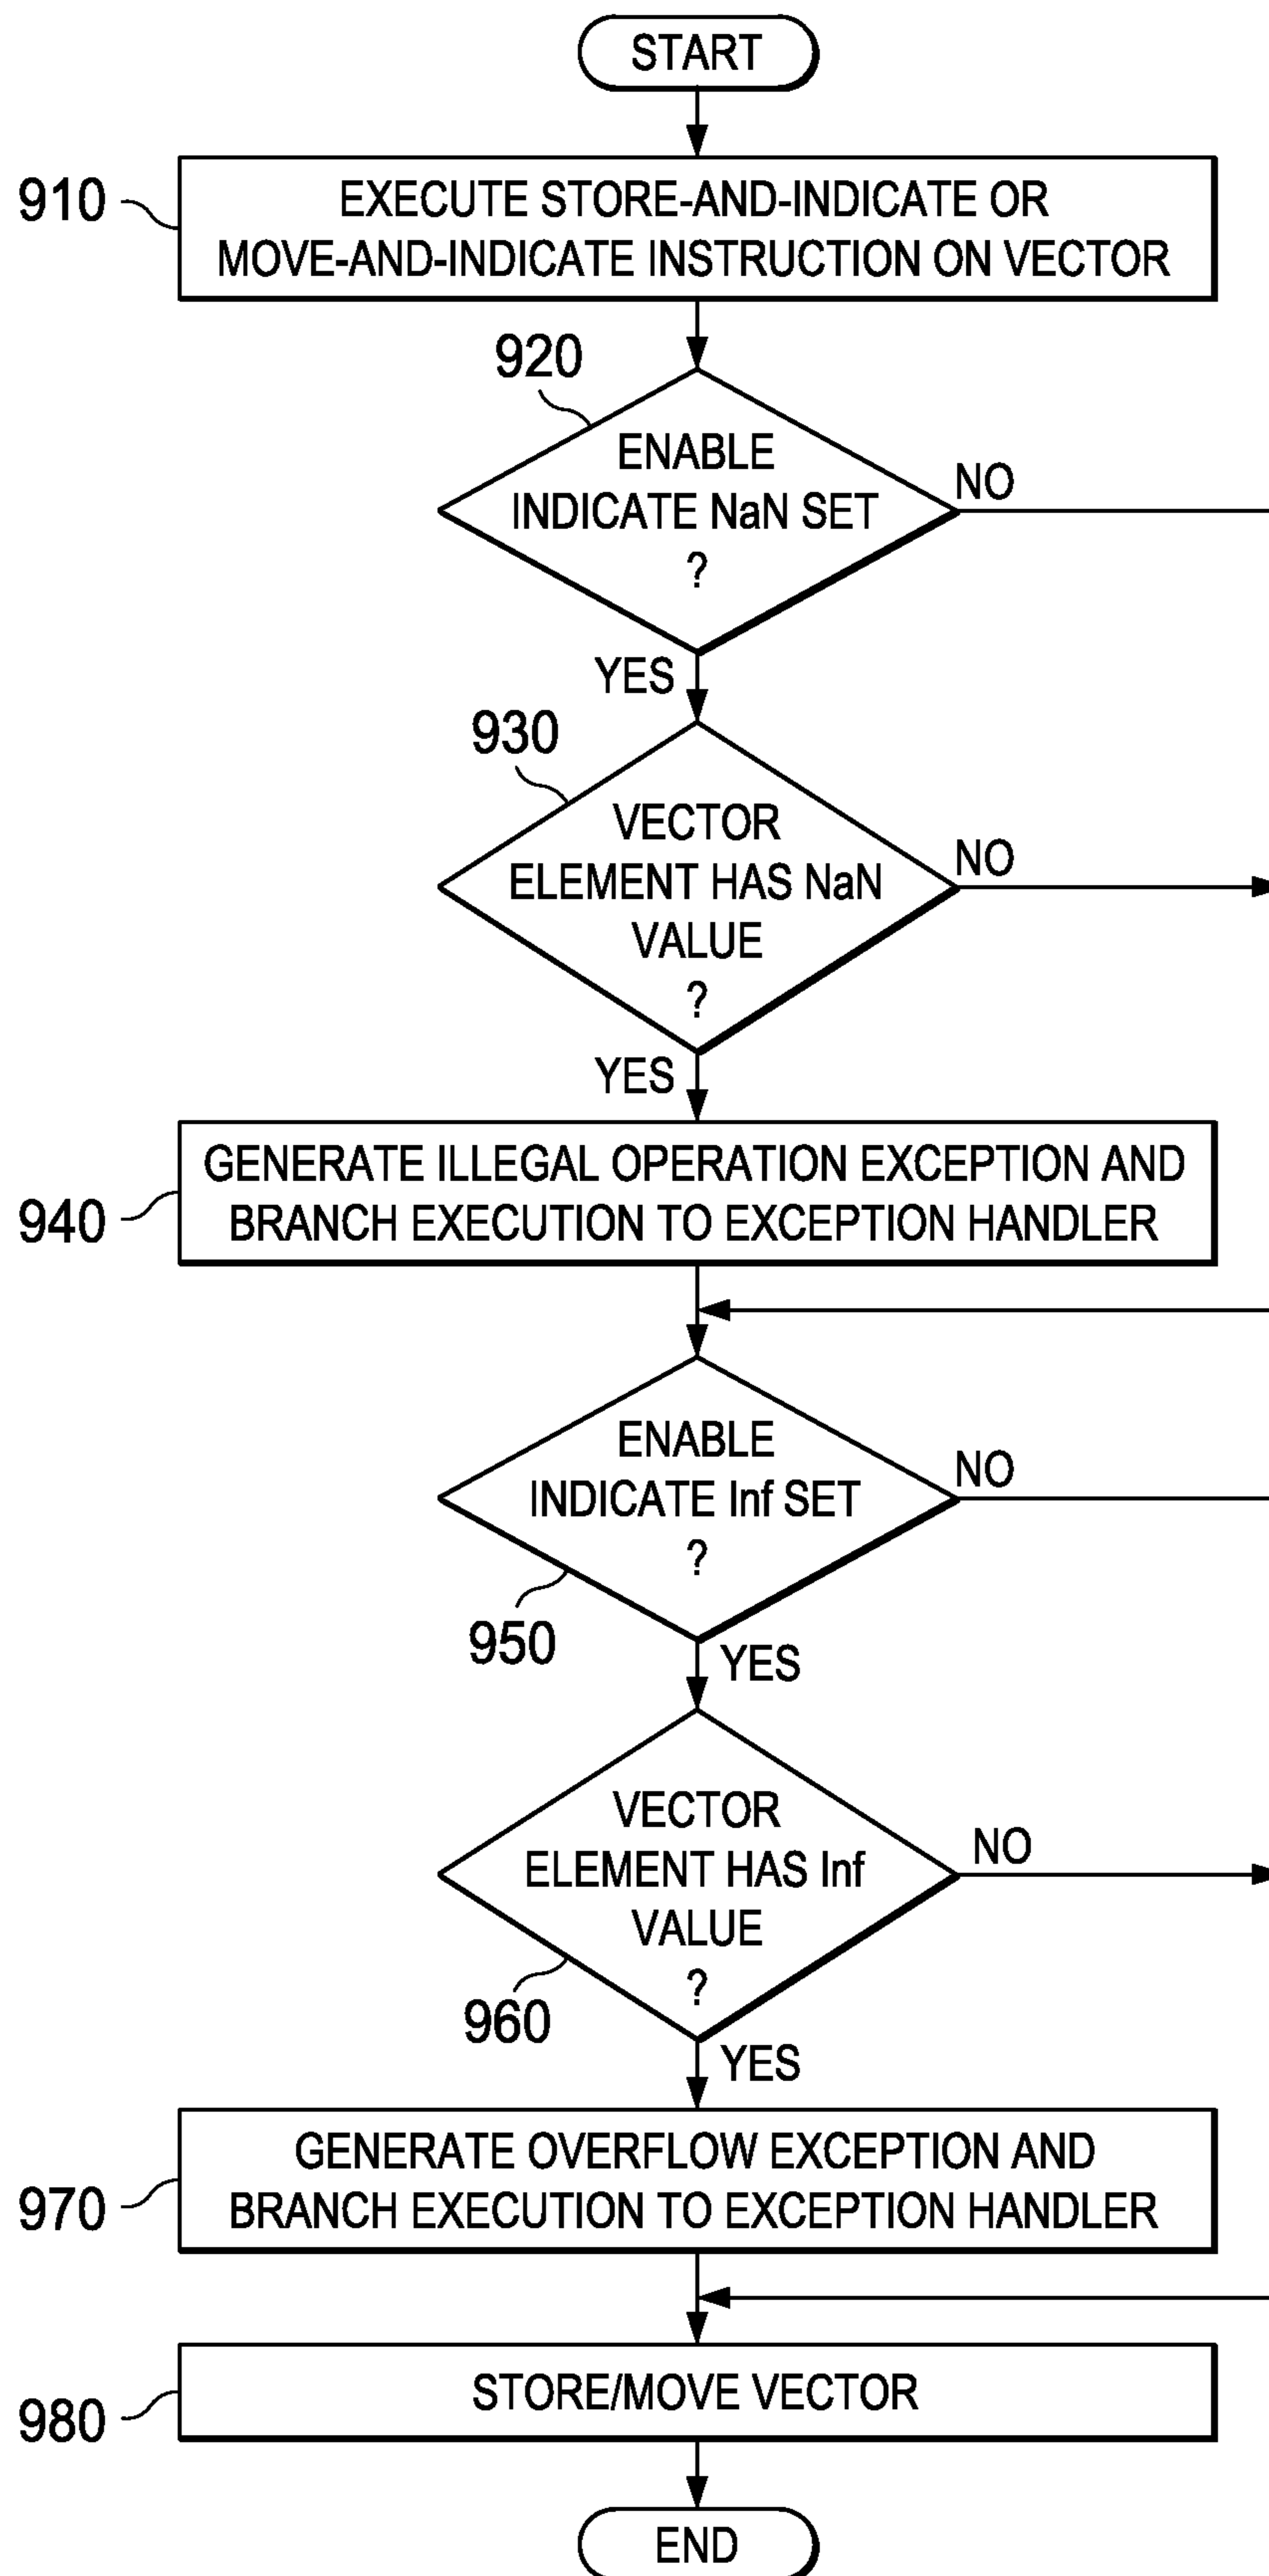 START
910
EXECUTE STORE-AND-INDICATE OR
MOVE-AND-INDICATE INSTRUCTION ON VECTOR
920
ENABLE
INDICATE NaN SET
?
NO
YES
930
VECTOR
ELEMENT HAS NaN
VALUE
?
NO
YES
940
GENERATE ILLEGAL OPERATION EXCEPTION AND
BRANCH EXECUTION TO EXCEPTION HANDLER
ENABLE
INDICATE Inf SET
?
NO
950
YES
VECTOR
ELEMENT HAS Inf
VALUE
?
NO
960
YES
970
GENERATE OVERFLOW EXCEPTION AND
BRANCH EXECUTION TO EXCEPTION HANDLER
980
STORE/MOVE VECTOR
END